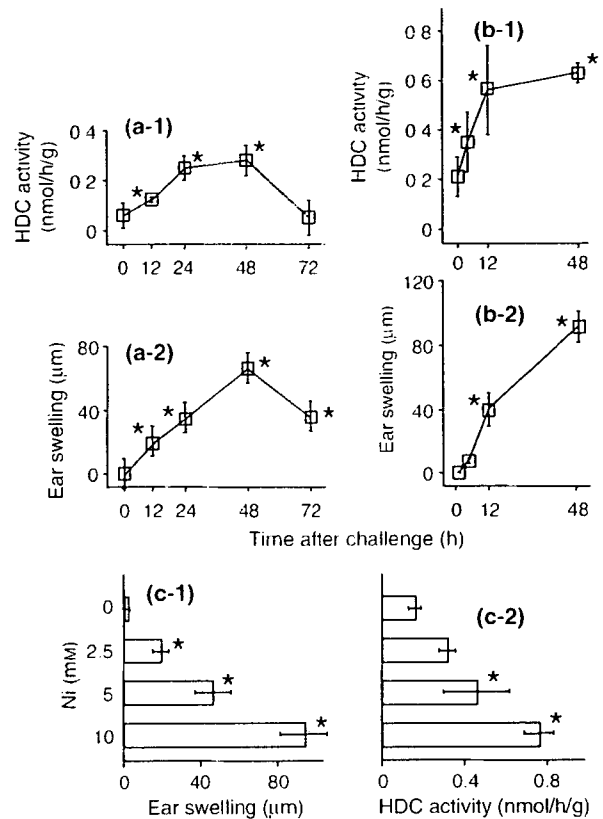 (a-1)
HDC activity
(nmol/h/g)
0 4
0 2
0
*
*
*
0 12 24 48 72
(b-1)
HDC activity
(nmol/h/g)
0 8
0 6
0 4
0 2
0
*
*
*
0 12 48
(a-2)
Ear swelling (μm)
80
40
0
*
*
*
*
0 12 24 48 72
(b-2)
Ear swelling (μm)
120
80
40
0
*
*
0 12 48
Time after challenge (h)
(c-1)
Ni (mM)
0
2.5
5
10
*
*
*
0 40 80
Ear swelling (μm)
(c-2)
*
*
0 0.4 0.8
HDC activity (nmol/h/g)